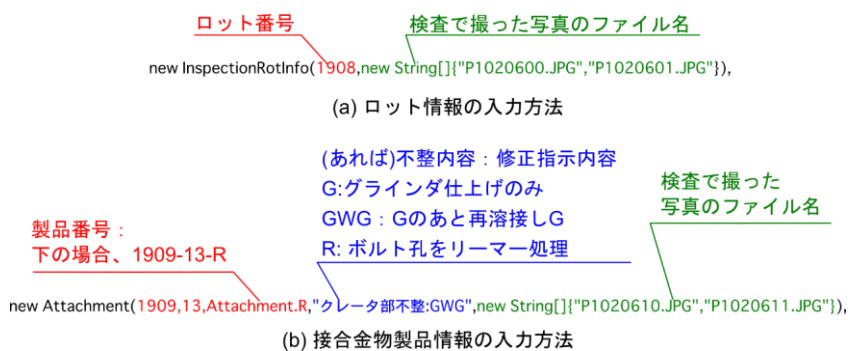 ロット番号
検査で撮った写真のファイル名
new InspectionRotInfo(1908,new String[]{"P1020600.JPG","P1020601.JPG"}),
(a) ロット情報の入力方法
(あれば)不整内容：修正指示内容
G:グラインダ仕上げのみ
GWG：Gのあと再溶接しG
R: ボルト孔をリーマー処理
検査で撮った
写真のファイル名
製品番号：
下の場合、1909-13-R
new Attachment(1909,13,Attachment.R,"クレータ部不整:GWG",new String[]{"P1020610.JPG","P1020611.JPG"}),
(b) 接合金物製品情報の入力方法